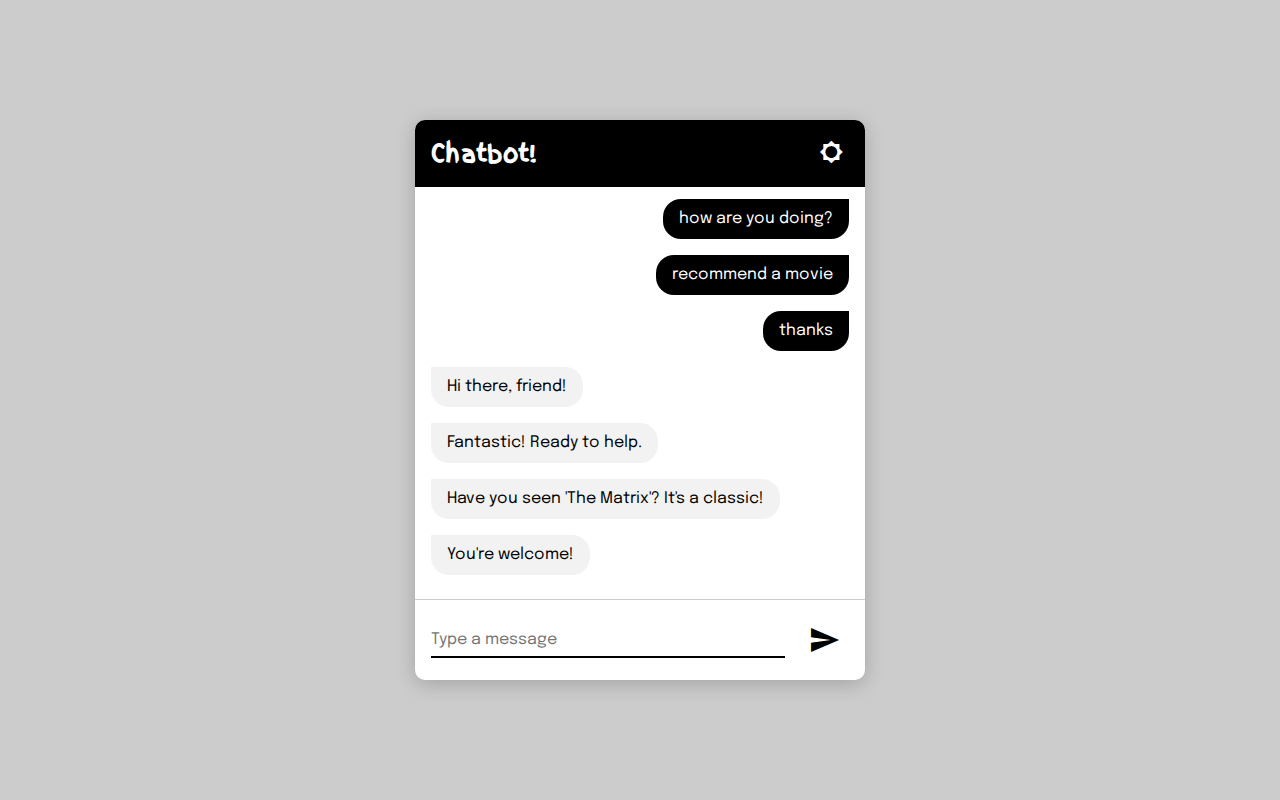 Chatbot!
how are you doing?
recommend a movie
thanks
Hi there, friend!
Fantastic! Ready to help.
Have you seen 'The Matrix'? It's a classic!
You're welcome!
Type a message